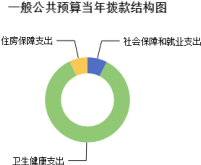 一般公共预算当年拨款结构图
住房保障支出
社会保障和就业支出
卫生健康支出